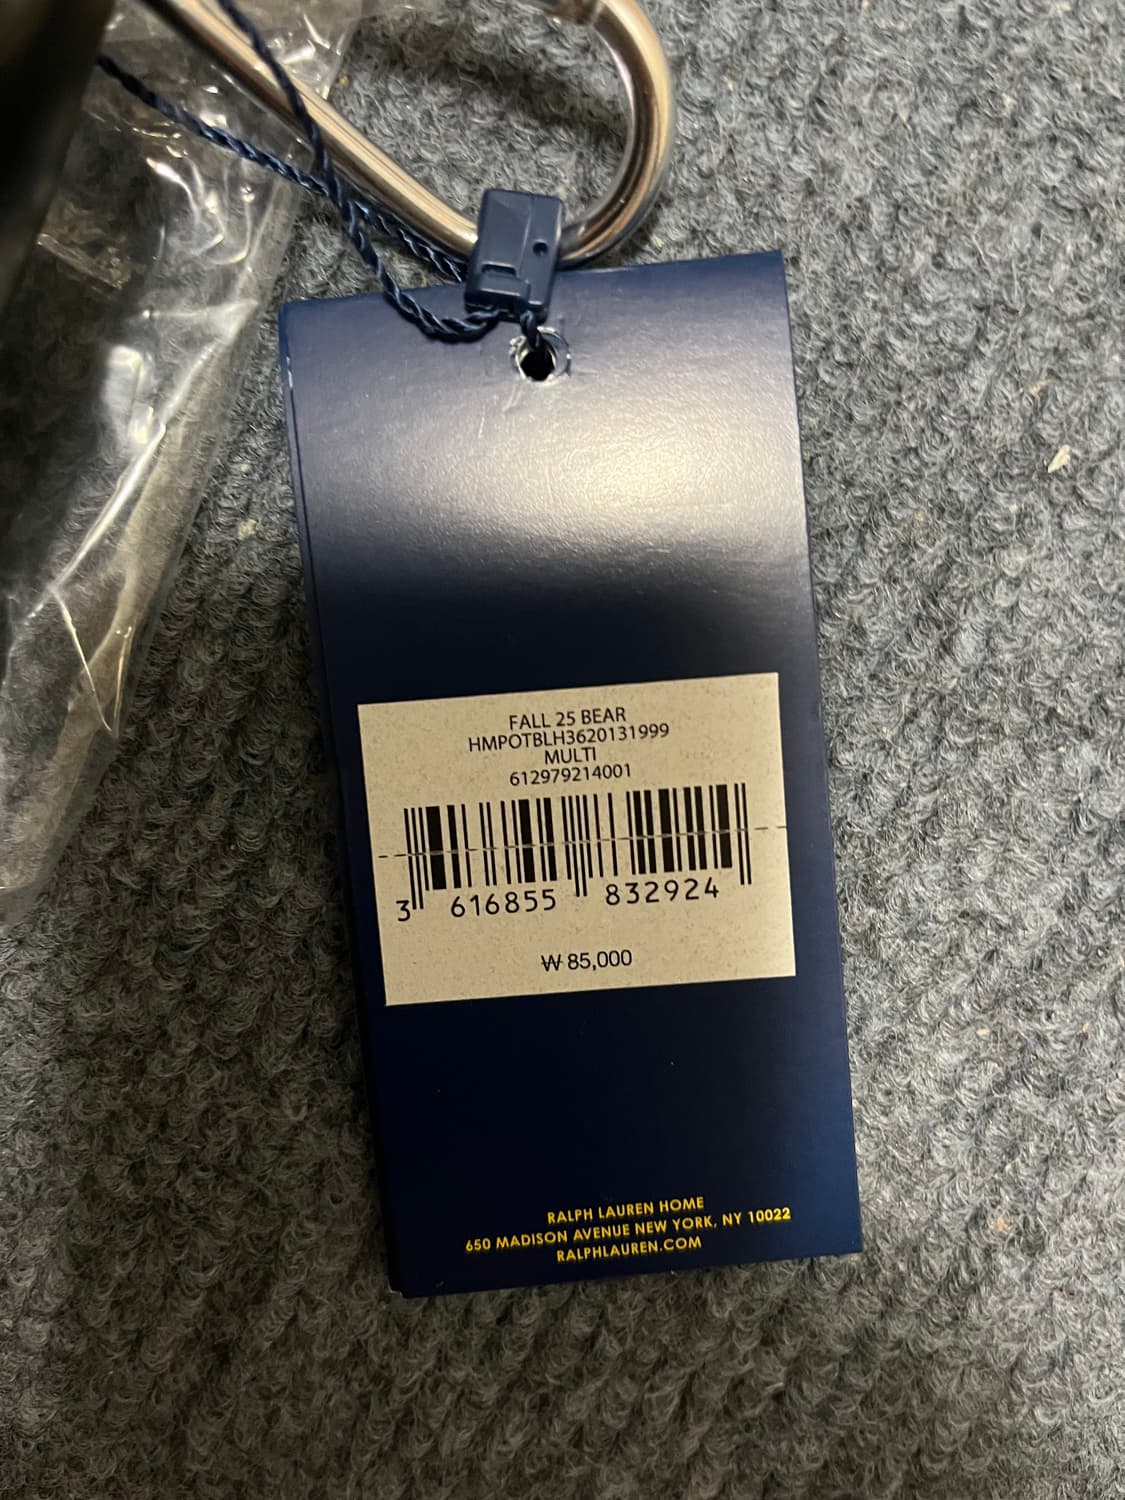 FALL 25 BEAR
HMPOTBLH3620131999
MULTI
612979214001
3 616855 832924
₩ 85,000
RALPH LAUREN HOME
650 MADISON AVENUE NEW YORK, NY 10022
RALPHLAUREN.COM